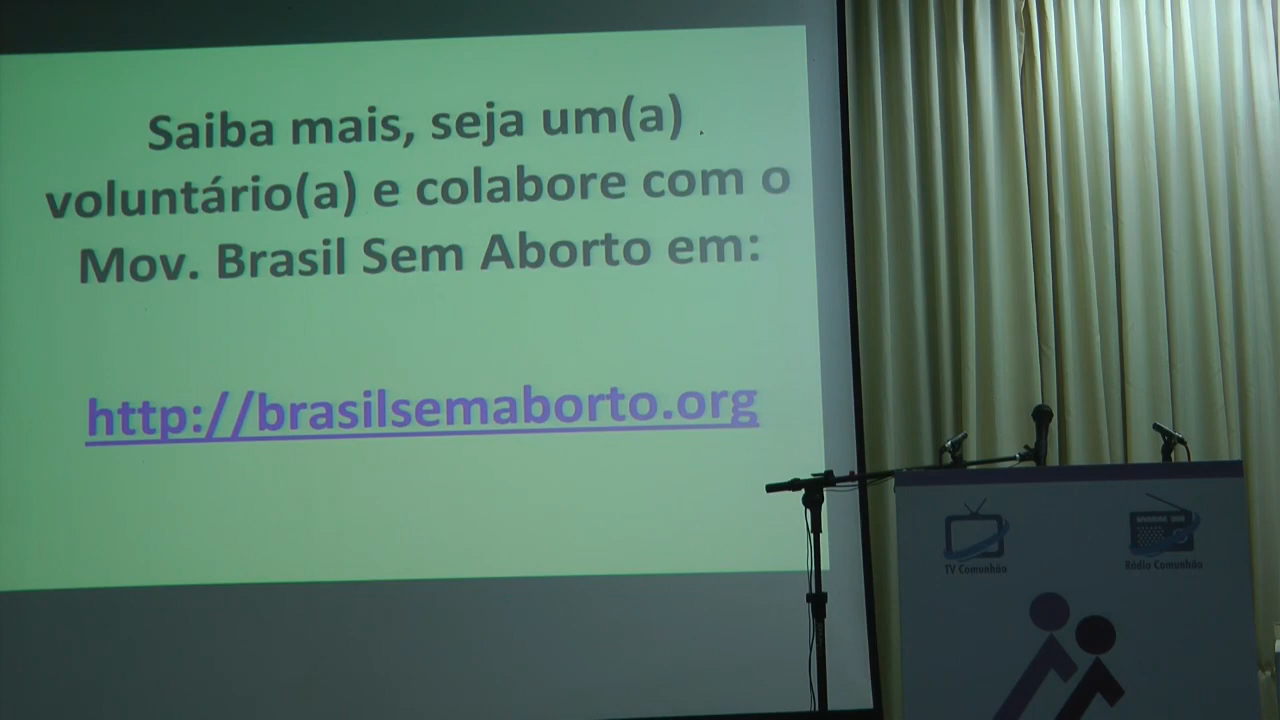 Saiba mais, seja um(a)
voluntário(a) e colabore com o
Mov. Brasil Sem Aborto em:
http://brasilsemaborto.org
TV Comunhão
Rádio Comunhão